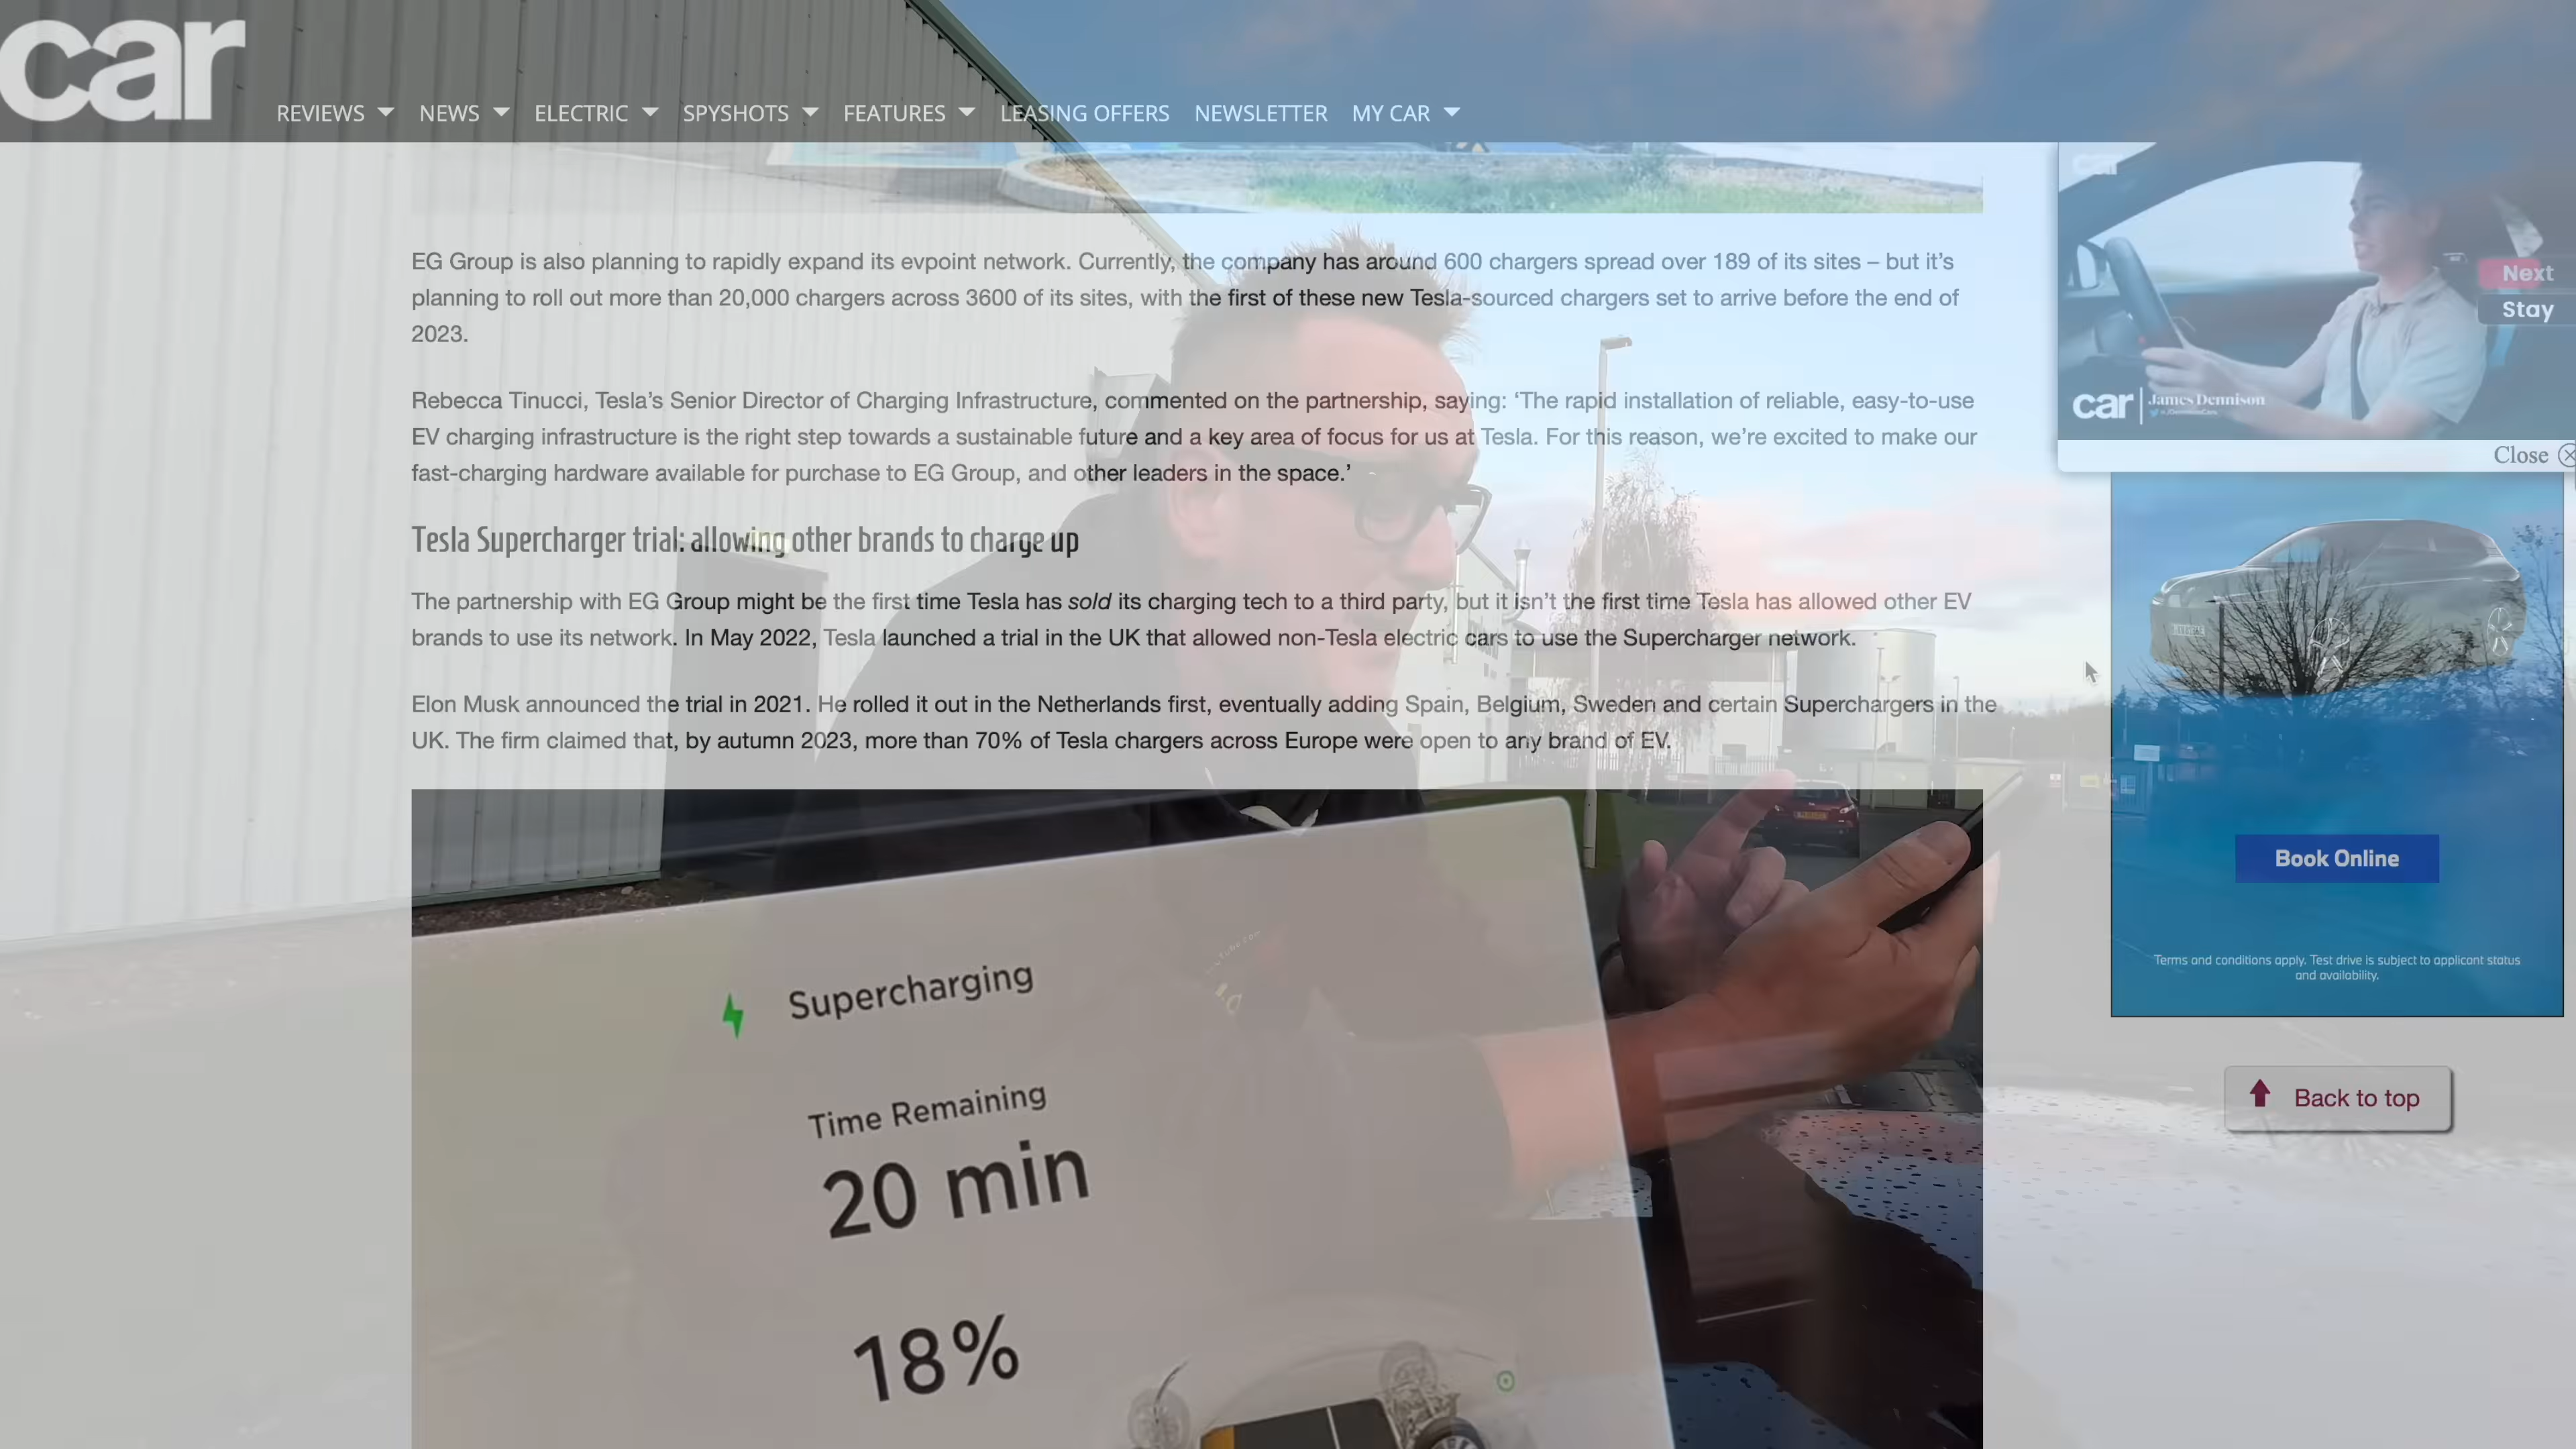 car
REVIEWS NEWS ELECTRIC SPYSHOTS FEATURES LEASING OFFERS NEWSLETTER MY CAR
EG Group is also planning to rapidly expand its evpoint network. Currently, the company has around 600 chargers spread over 189 of its sites – but it’s
planning to roll out more than 20,000 chargers across 3600 of its sites, with the first of these new Tesla-sourced chargers set to arrive before the end of
2023.
Rebecca Tinucci, Tesla’s Senior Director of Charging Infrastructure, commented on the partnership, saying: ‘The rapid installation of reliable, easy-to-use
EV charging infrastructure is the right step towards a sustainable future and a key area of focus for us at Tesla. For this reason, we’re excited to make our
fast-charging hardware available for purchase to EG Group, and other leaders in the space.’
Tesla Supercharger trial: allowing other brands to charge up
The partnership with EG Group might be the first time Tesla has sold its charging tech to a third party, but it isn’t the first time Tesla has allowed other EV
brands to use its network. In May 2022, Tesla launched a trial in the UK that allowed non-Tesla electric cars to use the Supercharger network.
Elon Musk announced the trial in 2021. He rolled it out in the Netherlands first, eventually adding Spain, Belgium, Sweden and certain Superchargers in the
UK. The firm claimed that, by autumn 2023, more than 70% of Tesla chargers across Europe were open to any brand of EV.
Supercharging
Time Remaining
20 min
18%
car
Next
Stay
car James Dennison
Close
Book Online
Terms and conditions apply. Test drive is subject to applicant status
and availability.
Back to top